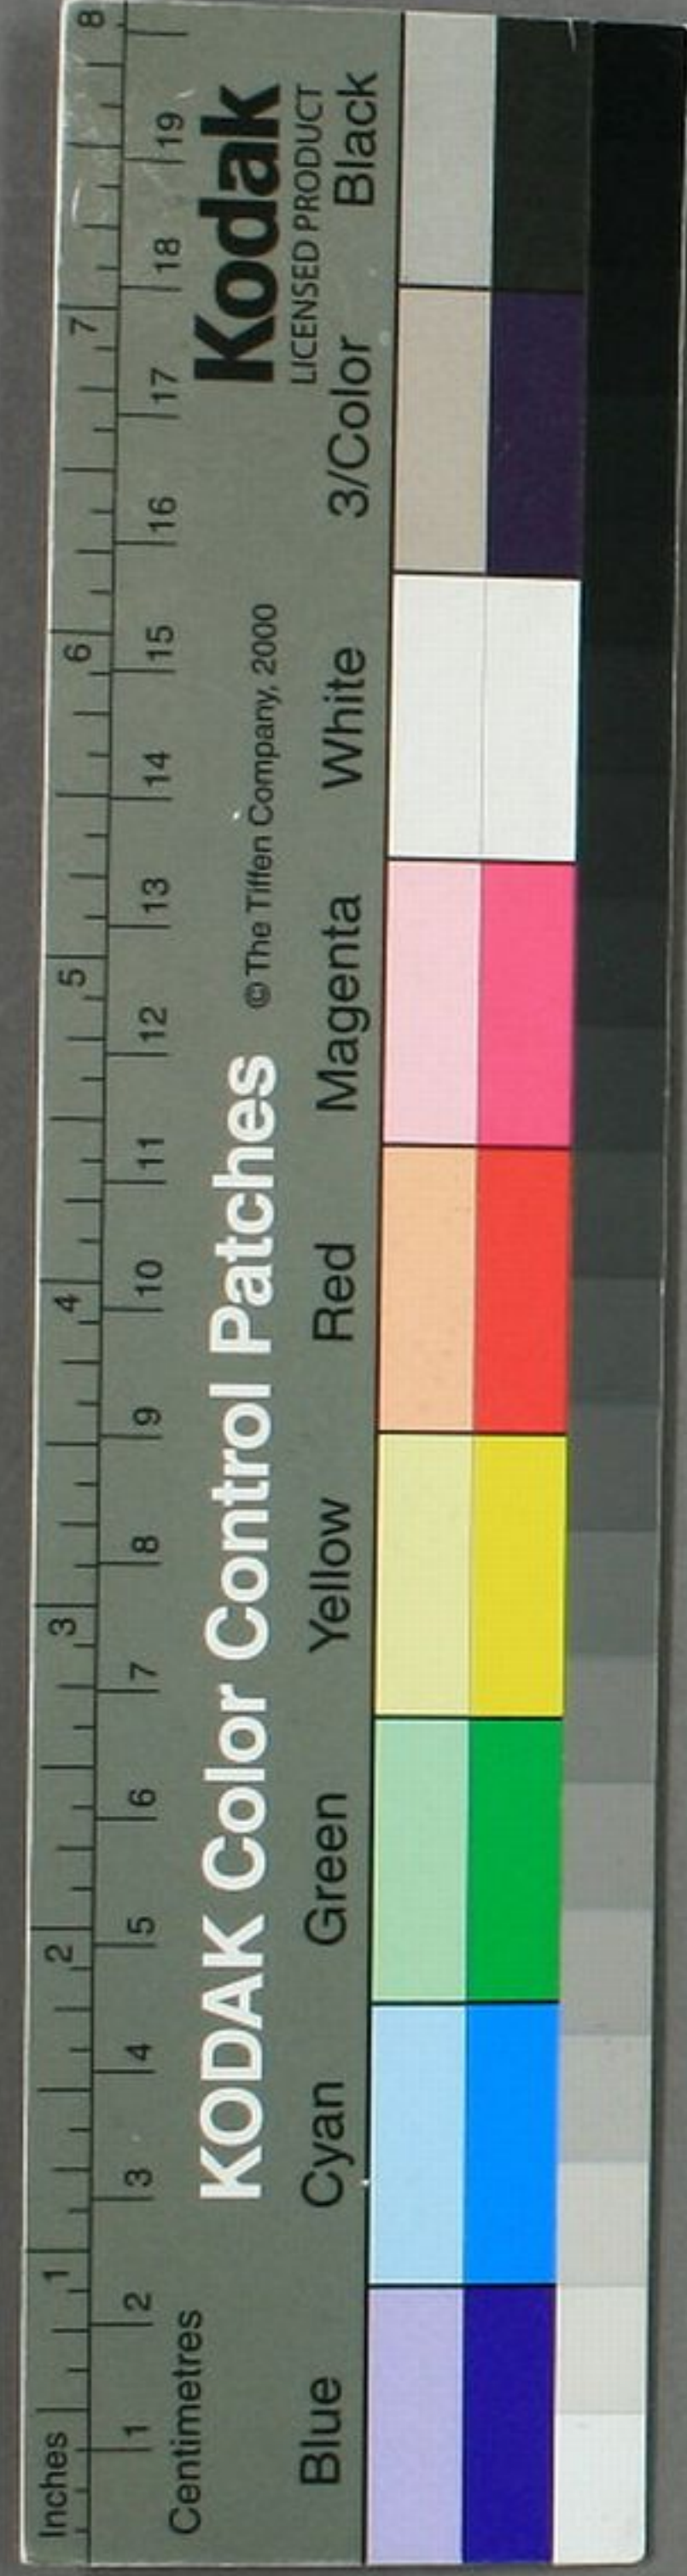 Inches 1 2 3 4 5 6 7 8
1 2 3 4 5 6 7 8 9 10 11 12 13 14 15 16 17 18 19
Centimetres
KODAK Color Control Patches © The Tiffen Company, 2000 Kodak
LICENSED PRODUCT
Blue Cyan Green Yellow Red Magenta White 3/Color Black